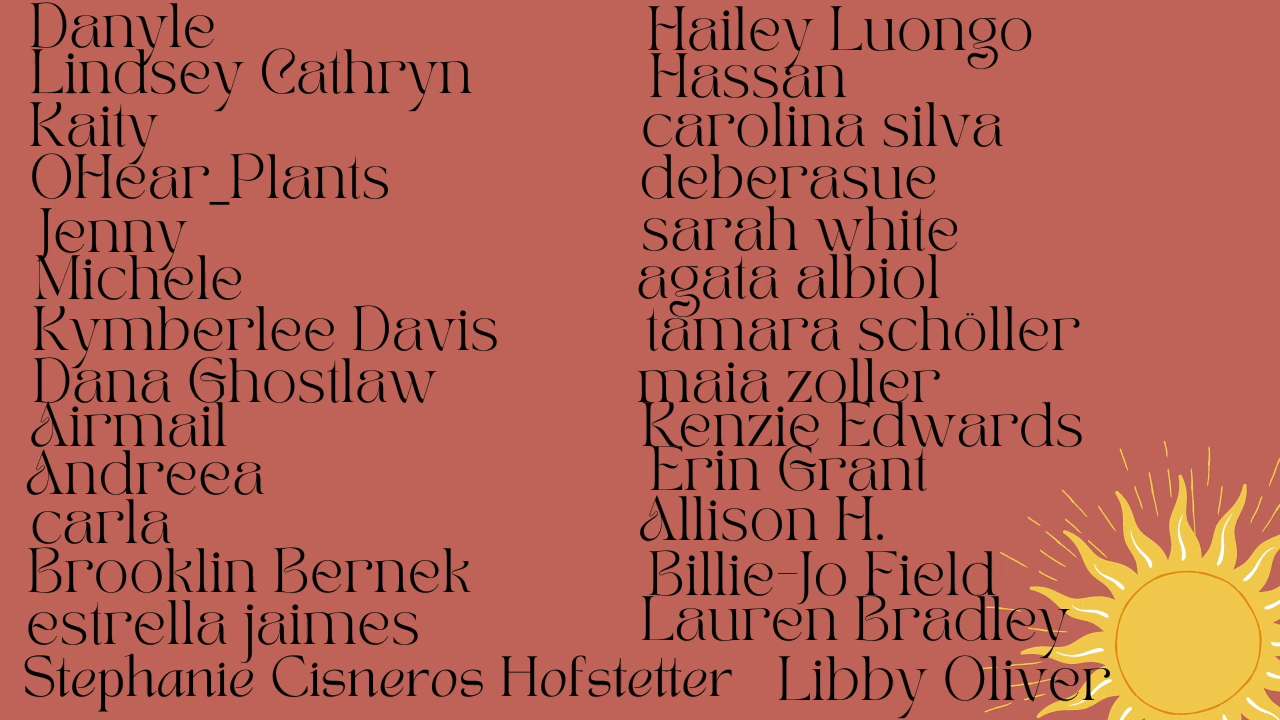 Danyle
Lindsey Cathryn
Kaity
OHear_Plants
Jenny
Michele
Kymberlee Davis
Dana Ghostlaw
Airmail
Andreea
carla
Brooklin Bernek
estrella jaimes
Stephanie Cisneros Hofstetter
Hailey Luongo
Hassan
carolina silva
deberasue
sarah white
agata albiol
tamara schöller
maia zoller
Kenzie Edwards
Erin Grant
Allison H.
Billie-Jo Field
Lauren Bradley
Libby Oliver